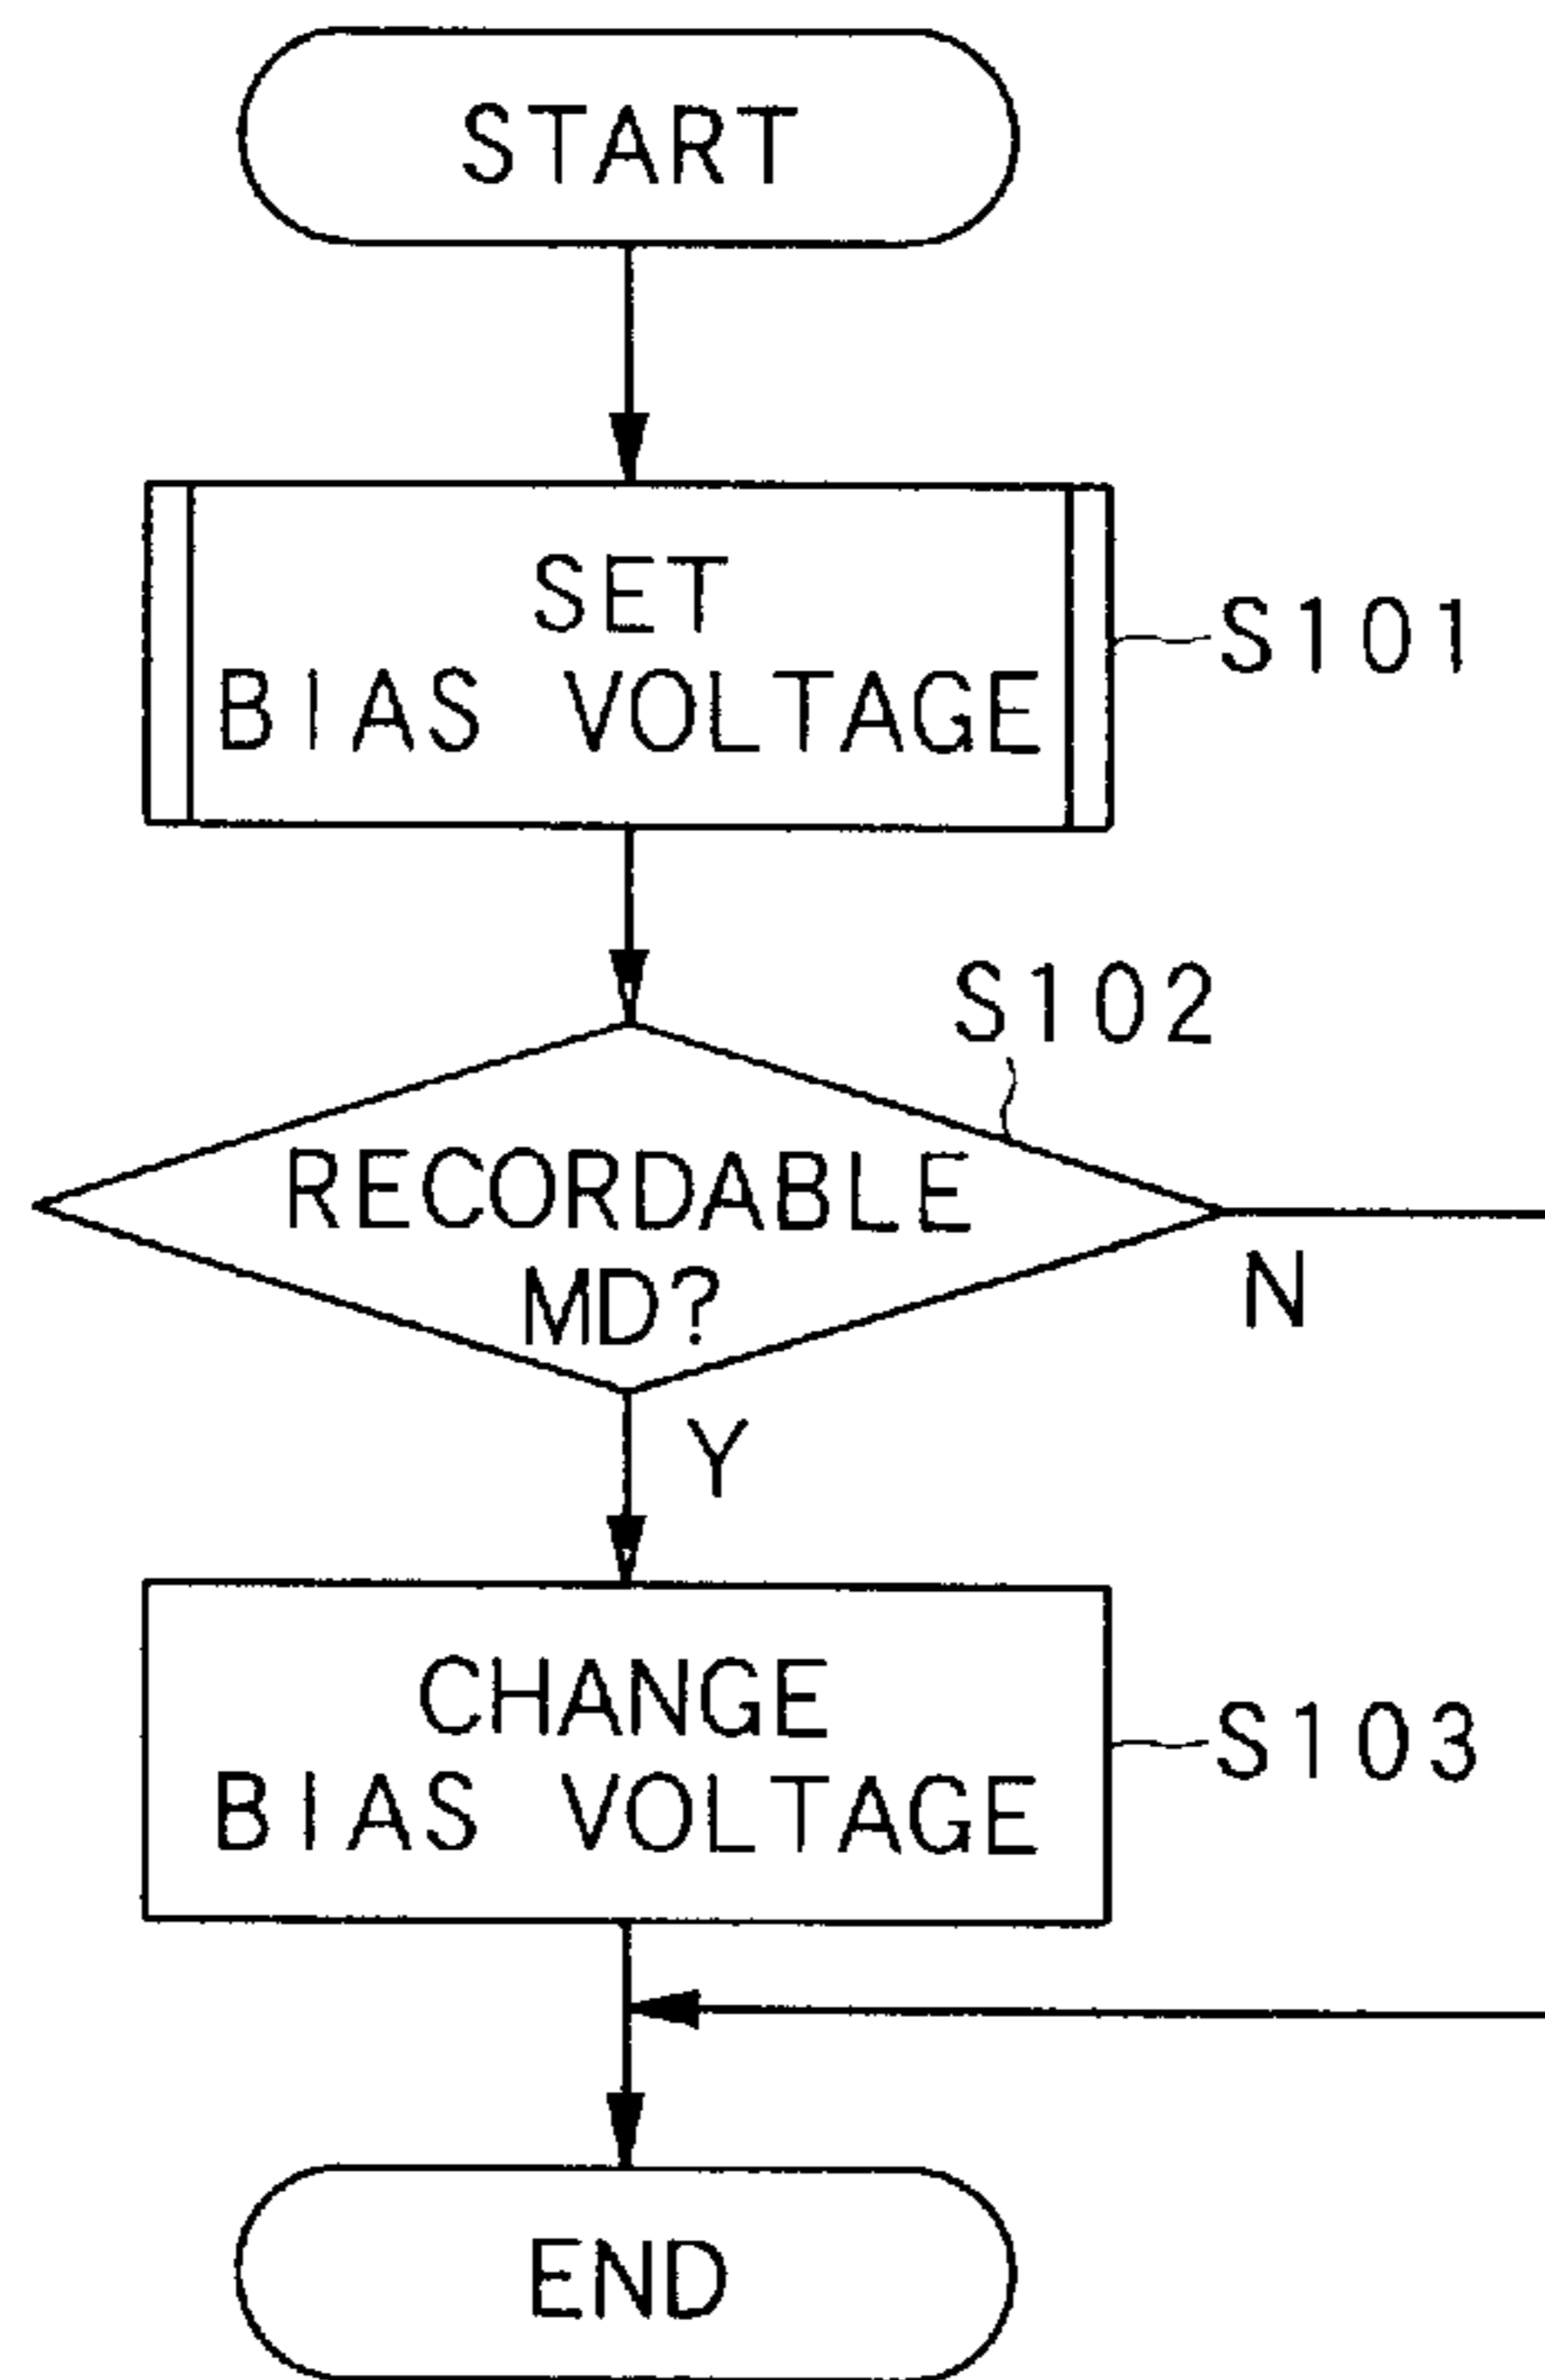 START
SET
BIAS VOLTAGE
S101
S102
RECORDABLE
MD?
N
Y
CHANGE
BIAS VOLTAGE
S103
END